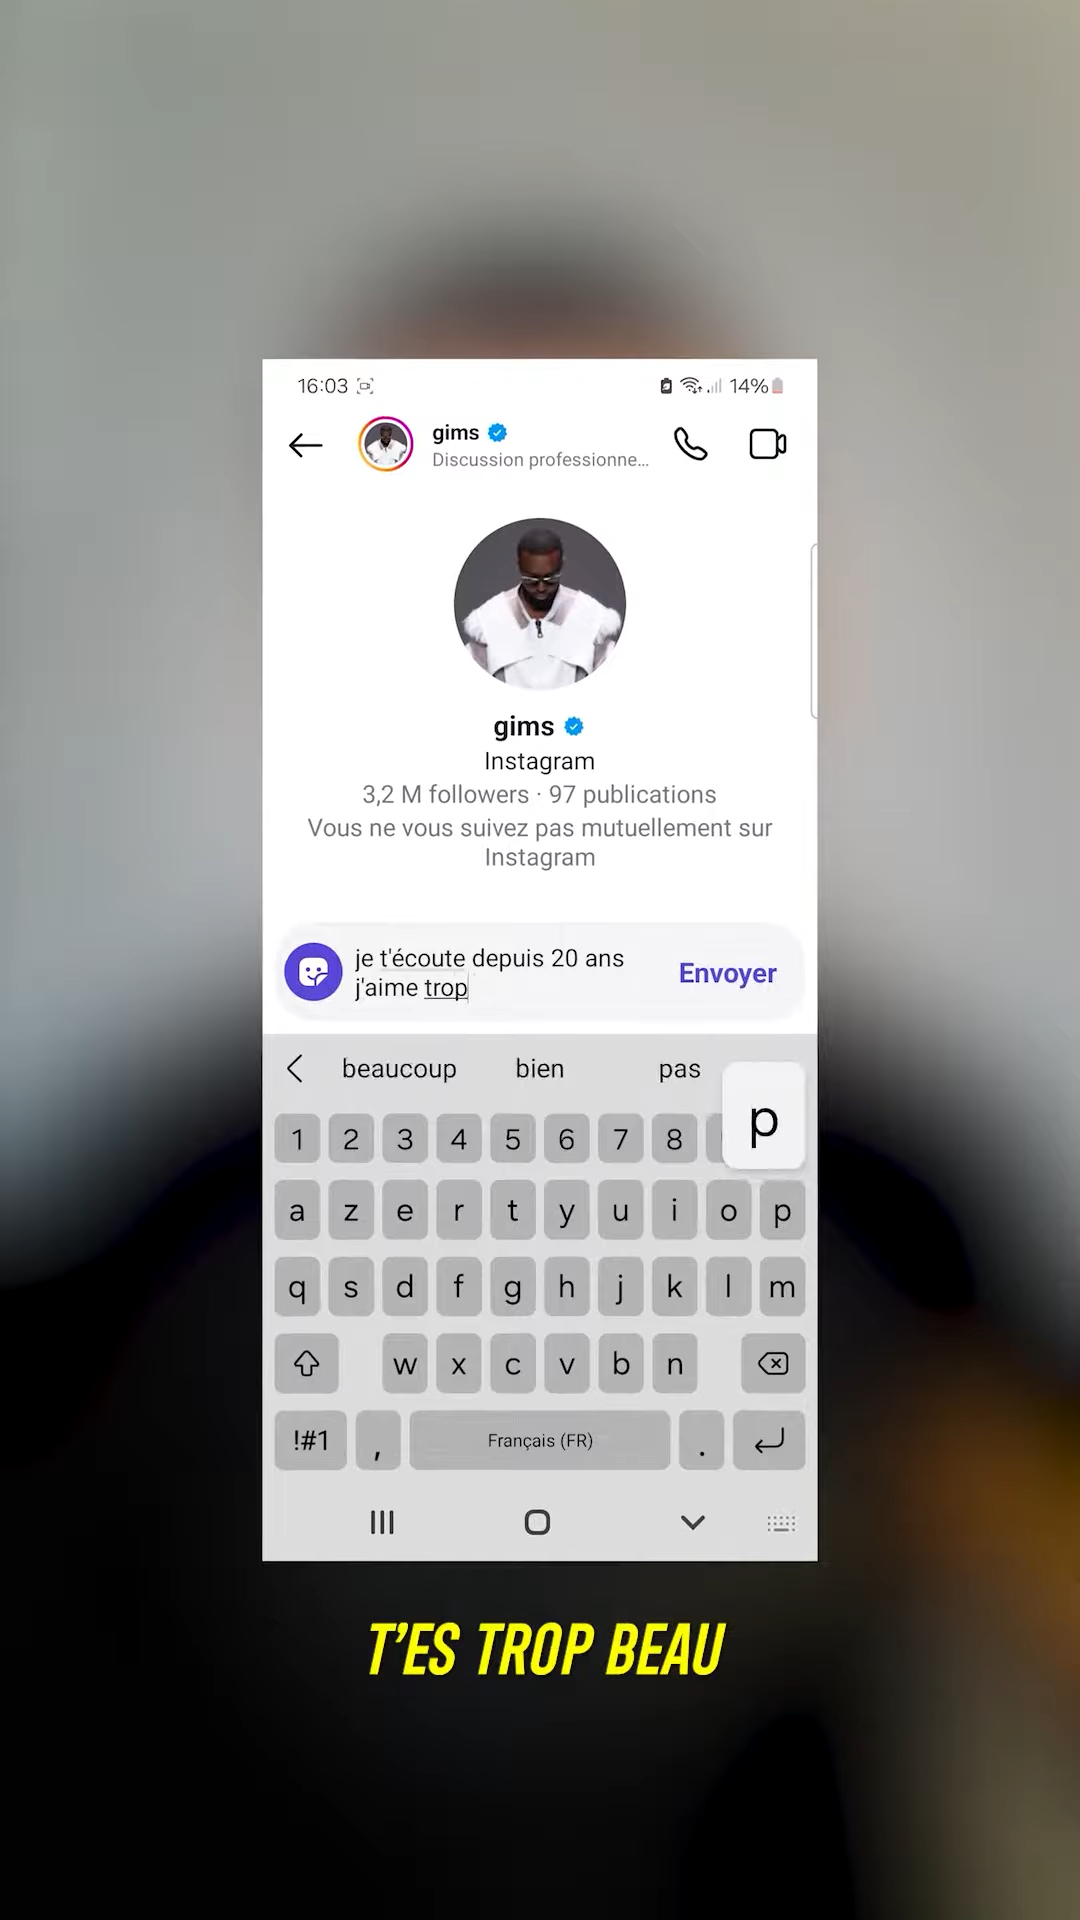 16:03
14%
gims
Discussion professionne...
gims
Instagram
3,2 M followers · 97 publications
Vous ne vous suivez pas mutuellement sur
Instagram
je t'écoute depuis 20 ans
j'aime trop
Envoyer
beaucoup bien pas
p
1 2 3 4 5 6 7 8
a z e r t y u i o p
q s d f g h j k l m
w x c v b n
!#1 , Français (FR) .
T'ES TROP BEAU